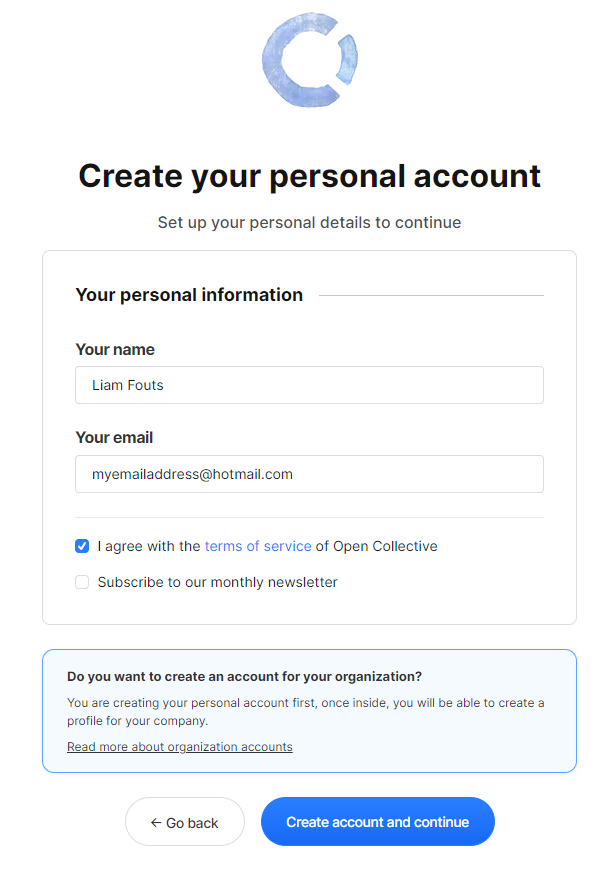 Create your personal account
Set up your personal details to continue
Your personal information
Your name
Liam Fouts
Your email
myemailaddress@hotmail.com
I agree with the terms of service of Open Collective
Subscribe to our monthly newsletter
Do you want to create an account for your organization?
You are creating your personal account first, once inside, you will be able to create a
profile for your company.
Read more about organization accounts
← Go back
Create account and continue